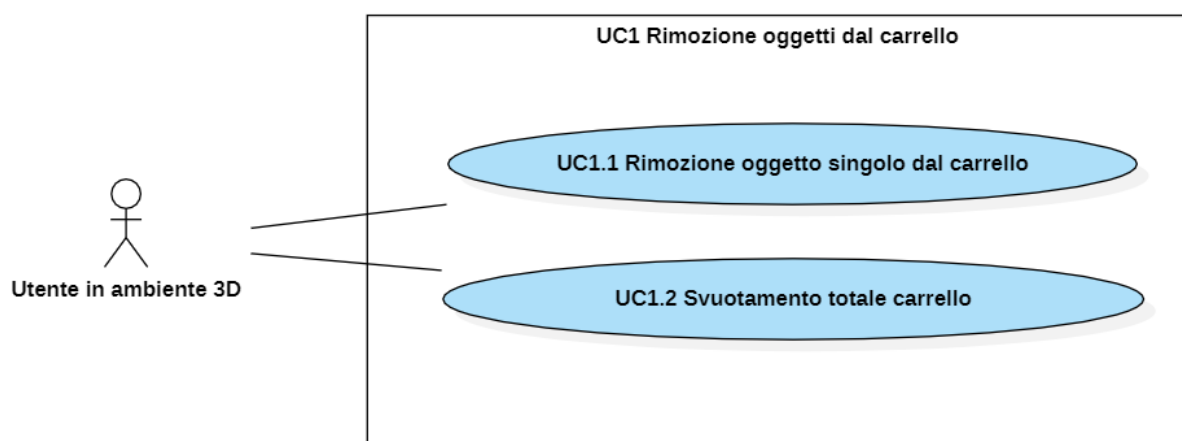 UC1 Rimozione oggetti dal carrello
UC1.1 Rimozione oggetto singolo dal carrello
Utente in ambiente 3D
UC1.2 Svuotamento totale carrello